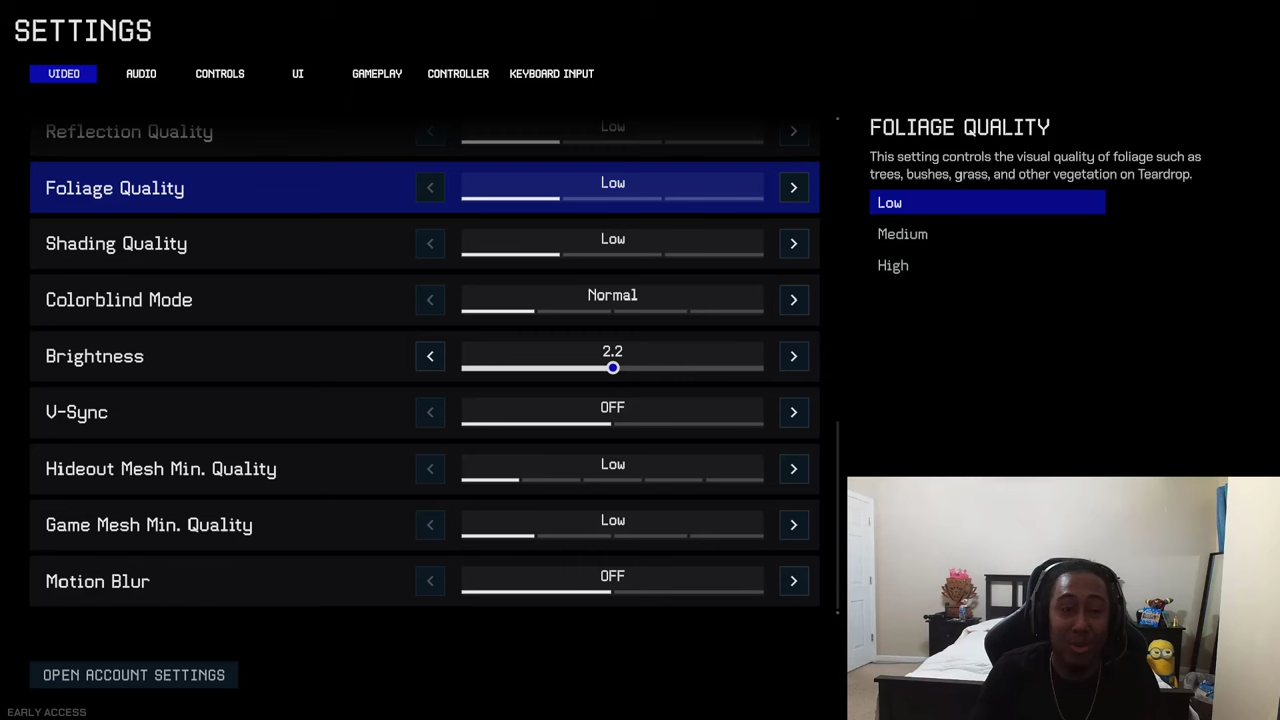 SETTINGS
VIDEO AUDIO CONTROLS UI GAMEPLAY CONTROLLER KEYBOARD INPUT
Reflection Quality Low
Foliage Quality Low
Shading Quality Low
Colorblind Mode Normal
Brightness 2.2
V-Sync OFF
Hideout Mesh Min. Quality Low
Game Mesh Min. Quality Low
Motion Blur OFF
OPEN ACCOUNT SETTINGS
EARLY ACCESS
FOLIAGE QUALITY
This setting controls the visual quality of foliage such as
trees, bushes, grass, and other vegetation on Teardrop.
Low
Medium
High